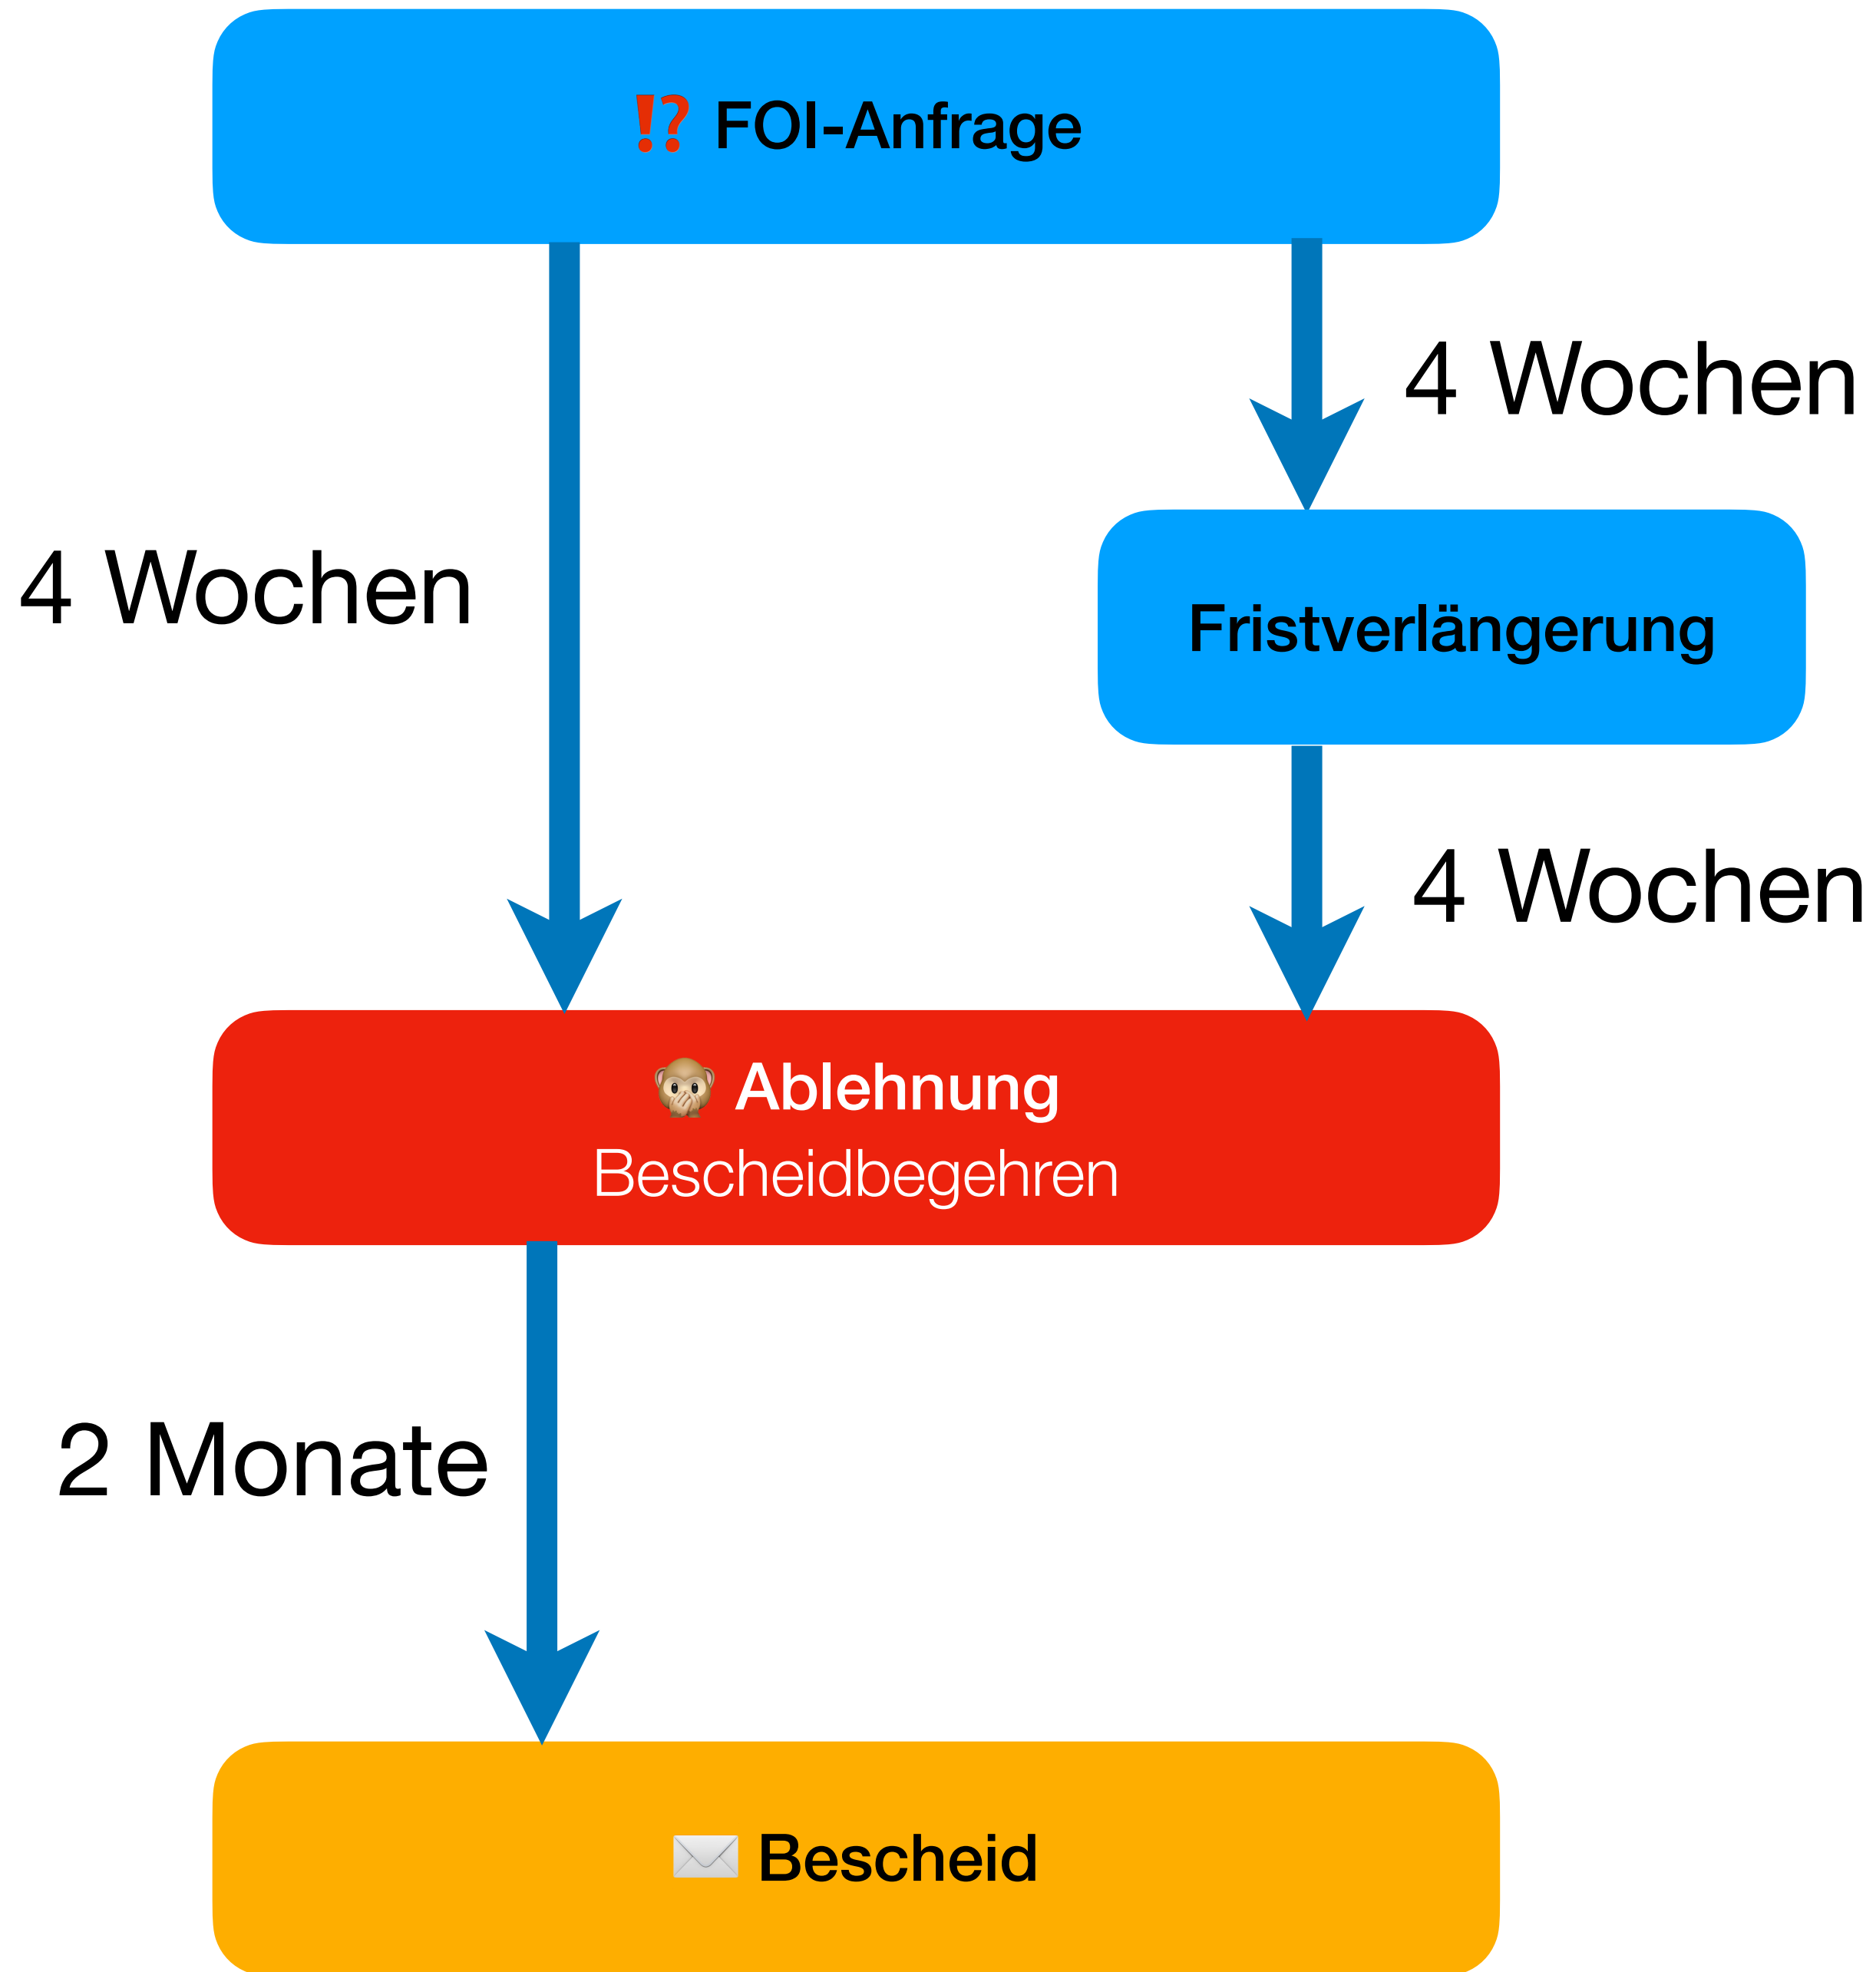 ⁉️ FOI-Anfrage
4 Wochen
4 Wochen
Fristverlängerung
4 Wochen
🙊 Ablehnung
Bescheidbegehren
2 Monate
✉️ Bescheid